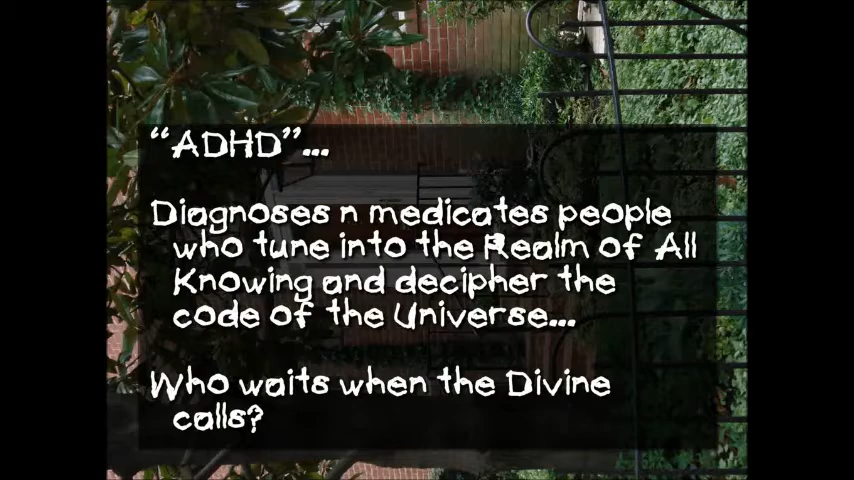 “ADHD”...
Diagnoses n medicates people
who tune into the Realm of All
Knowing and decipher the
code of the Universe...
Who waits when the Divine
calls?